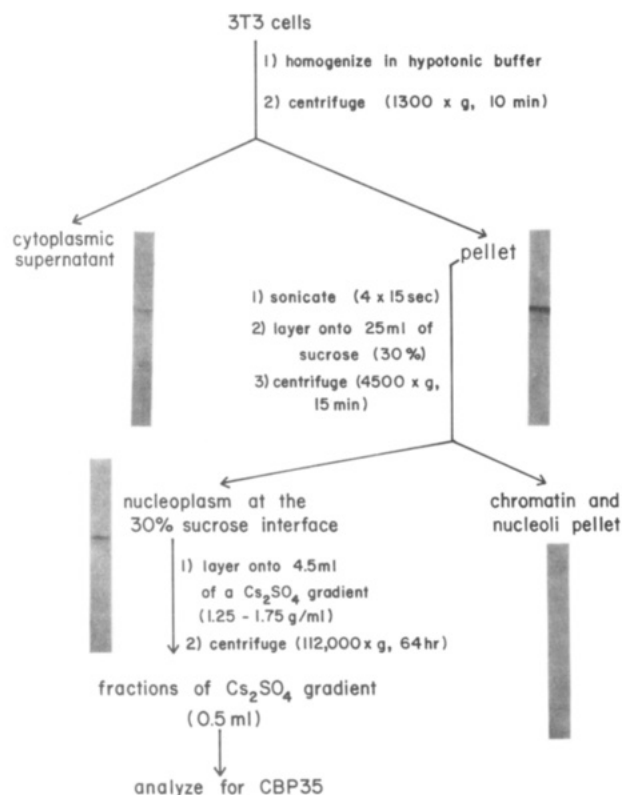 3T3 cells
1) homogenize in hypotonic buffer
2) centrifuge (1300 x g, 10 min)
cytoplasmic
supernatant
pellet
1) sonicate (4 x 15 sec)
2) layer onto 25ml of
sucrose (30%)
3) centrifuge (4500 x g,
15 min)
nucleoplasm at the
30% sucrose interface
chromatin and
nucleoli pellet
1) layer onto 4.5ml
of a Cs₂SO₄ gradient
(1.25 - 1.75 g/ml)
2) centrifuge (112,000 x g, 64 hr)
fractions of Cs₂SO₄ gradient
(0.5 ml)
analyze for CBP35